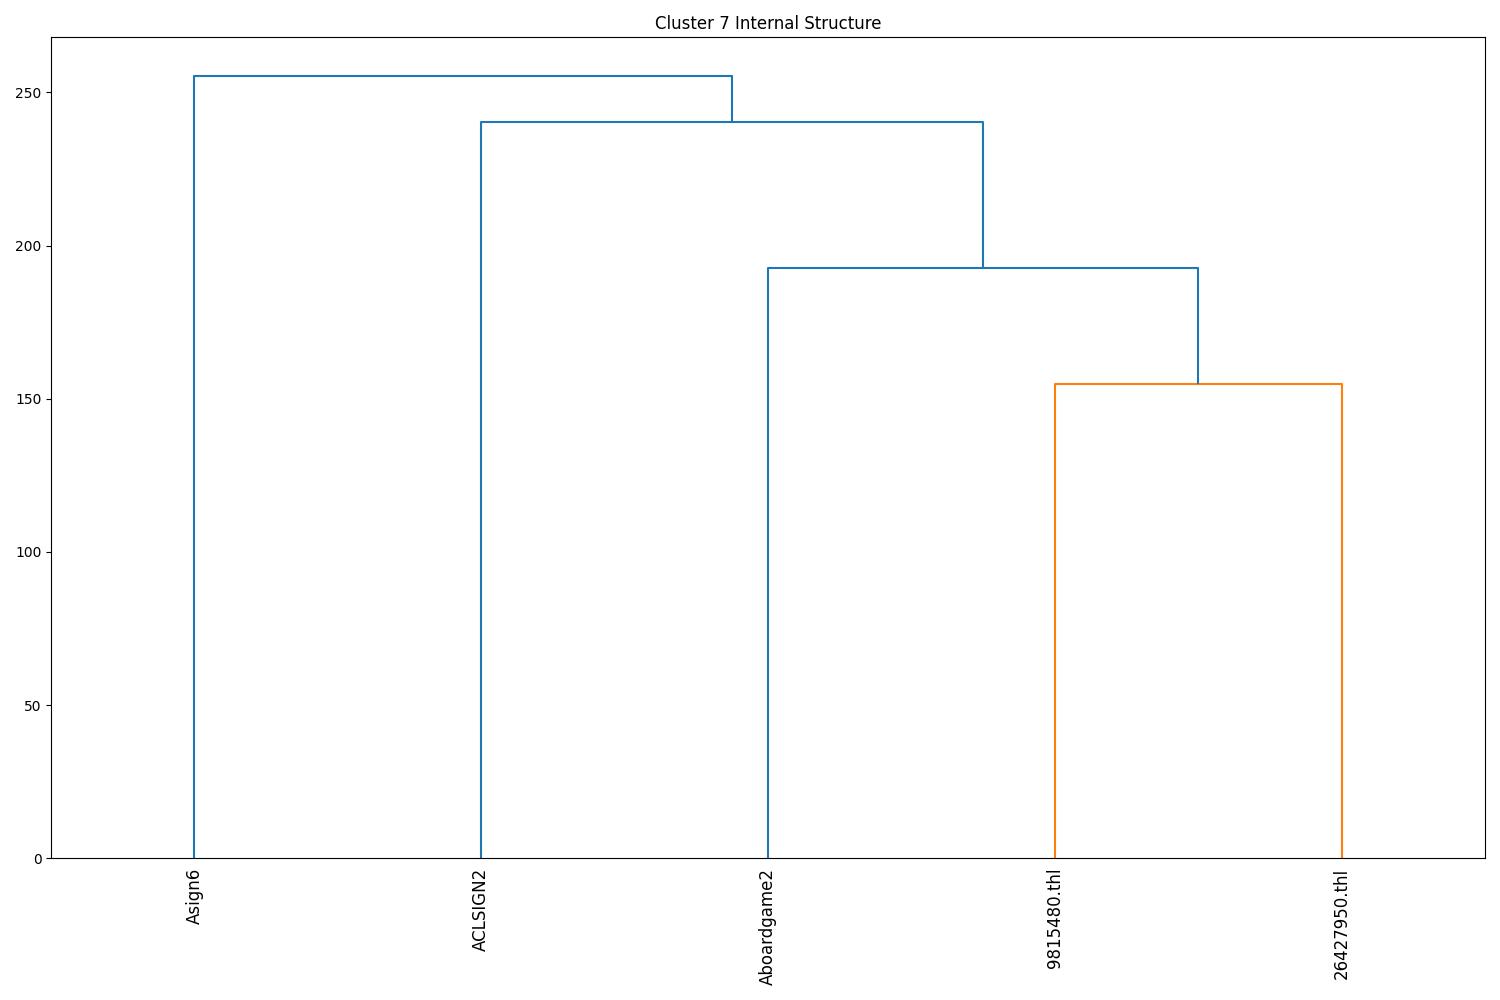 Cluster 7 Internal Structure
250
200
150
100
50
0
Asign6
ACLSIGN2
Aboardgame2
9815480.thl
26427950.thl